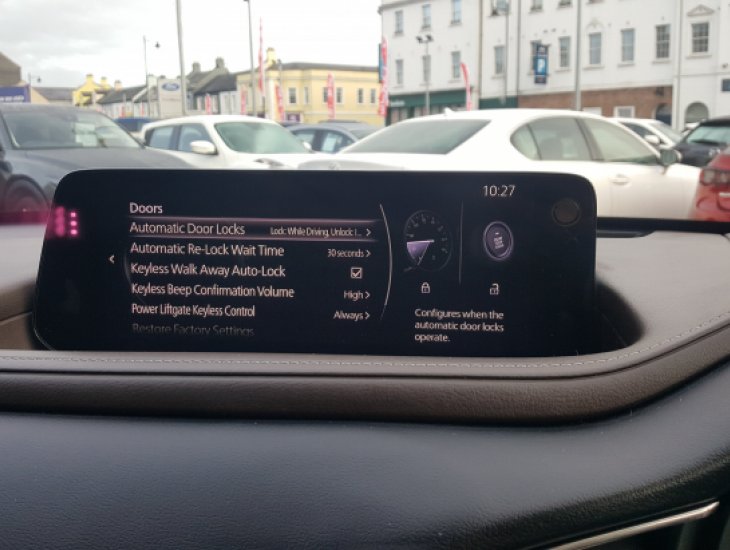 10:27
Doors
Automatic Door Locks Lock: While Driving, Unlock: I... >
Automatic Re-Lock Wait Time 30 seconds >
Keyless Walk Away Auto-Lock
Keyless Beep Confirmation Volume High >
Power Liftgate Keyless Control Always >
Restore Factory Settings
Configures when the
automatic door locks
operate.